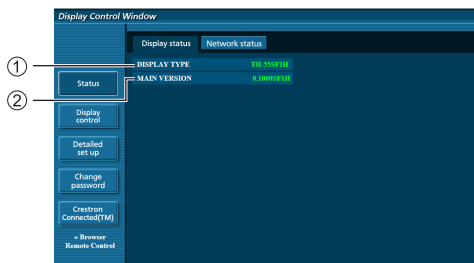 Display Control Window
Display status Network status
① DISPLAY TYPE TH-55SF1H
② MAIN VERSION 0.1000SF1H
Status
Display
control
Detailed
set up
Change
password
Crestron
Connected(TM)
» Browser
Remote Control